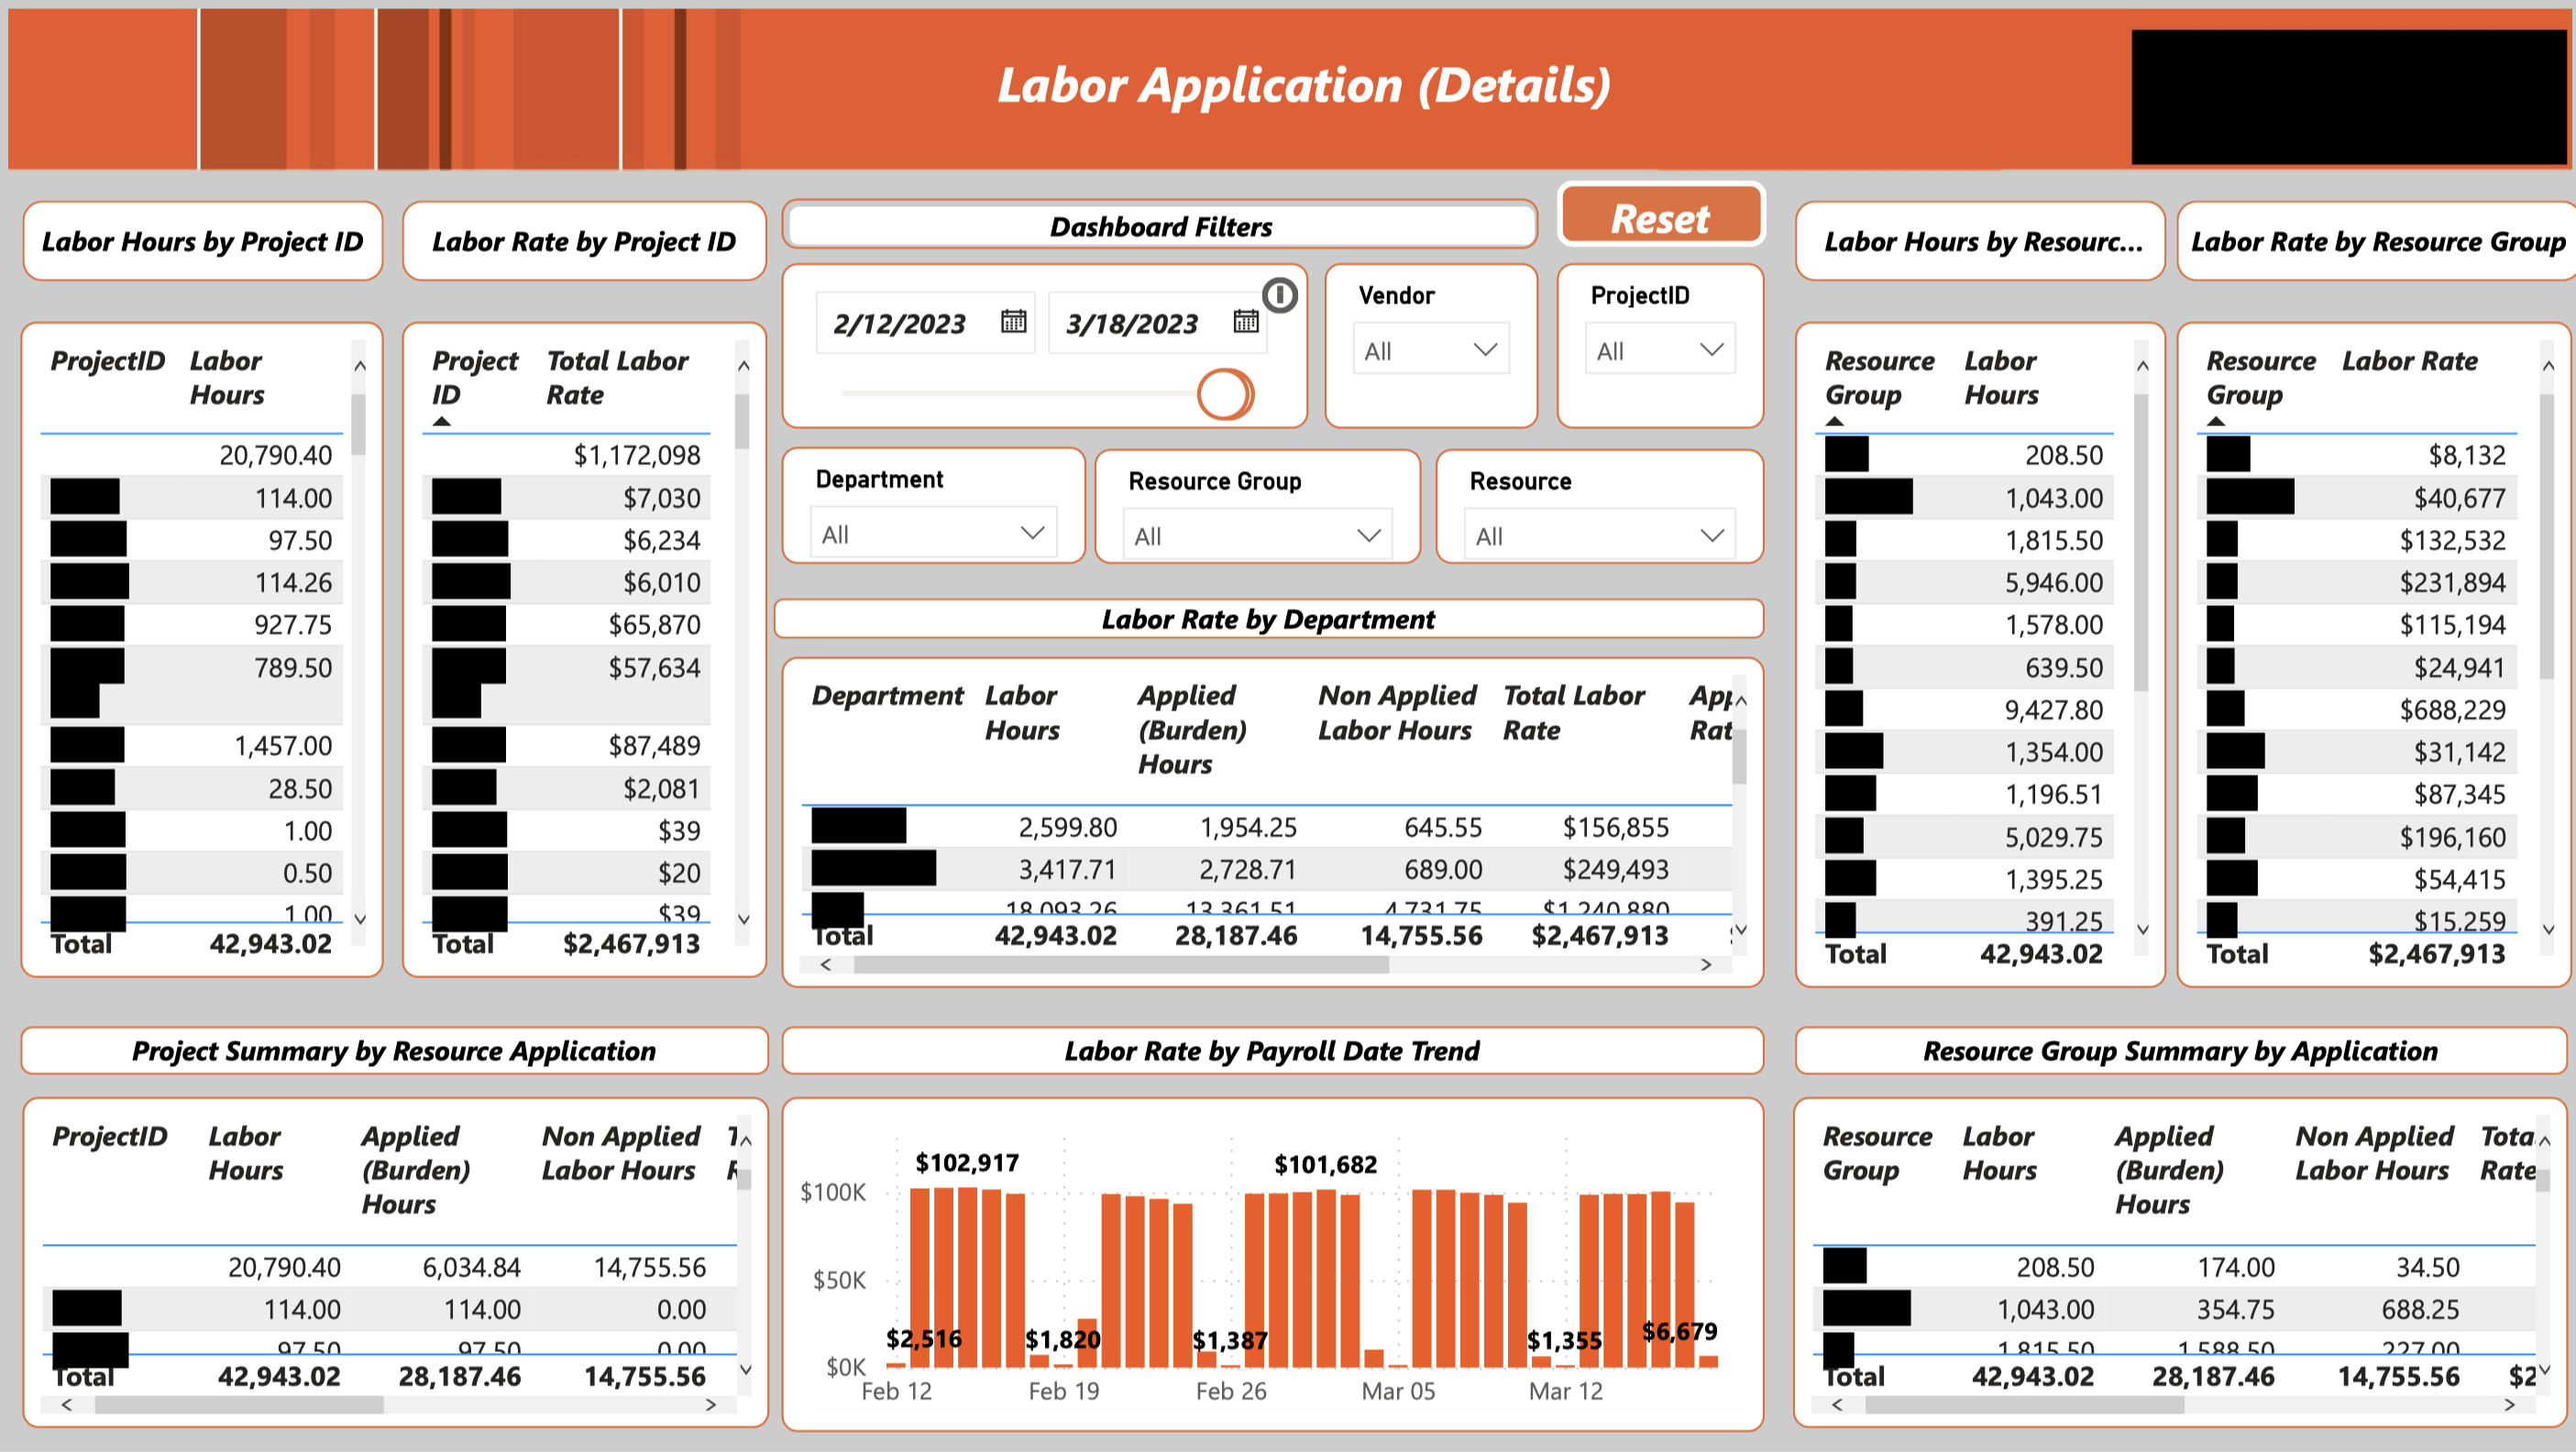 Labor Application (Details)
Labor Hours by Project ID
Labor Rate by Project ID
Dashboard Filters
Reset
Labor Hours by Resourc...
Labor Rate by Resource Group
ProjectID Labor Hours
20,790.40
114.00
97.50
114.26
927.75
789.50
1,457.00
28.50
1.00
0.50
1.00
Total 42,943.02
Project ID Total Labor Rate
$1,172,098
$7,030
$6,234
$6,010
$65,870
$57,634
$87,489
$2,081
$39
$20
$39
Total $2,467,913
2/12/2023 3/18/2023
Vendor
All
ProjectID
All
Department
All
Resource Group
All
Resource
All
Labor Rate by Department
Department Labor Hours Applied (Burden) Hours Non Applied Labor Hours Total Labor Rate
2,599.80 1,954.25 645.55 $156,855
3,417.71 2,728.71 689.00 $249,493
18,093.26 13,361.51 4,731.75 $1,240,880
Total 42,943.02 28,187.46 14,755.56 $2,467,913
Resource Group Labor Hours
208.50
1,043.00
1,815.50
5,946.00
1,578.00
639.50
9,427.80
1,354.00
1,196.51
5,029.75
1,395.25
391.25
Total 42,943.02
Resource Group Labor Rate
$8,132
$40,677
$132,532
$231,894
$115,194
$24,941
$688,229
$31,142
$87,345
$196,160
$54,415
$15,259
Total $2,467,913
Project Summary by Resource Application
ProjectID Labor Hours Applied (Burden) Hours Non Applied Labor Hours
20,790.40 6,034.84 14,755.56
114.00 114.00 0.00
97.50 97.50 0.00
Total 42,943.02 28,187.46 14,755.56
Labor Rate by Payroll Date Trend
$102,917 $101,682
$100K
$50K
$2,516 $1,820 $1,387 $1,355 $6,679
$0K
Feb 12 Feb 19 Feb 26 Mar 05 Mar 12
Resource Group Summary by Application
Resource Group Labor Hours Applied (Burden) Hours Non Applied Labor Hours Tota Rate
208.50 174.00 34.50
1,043.00 354.75 688.25
1,815.50 1,588.50 227.00
Total 42,943.02 28,187.46 14,755.56 $2